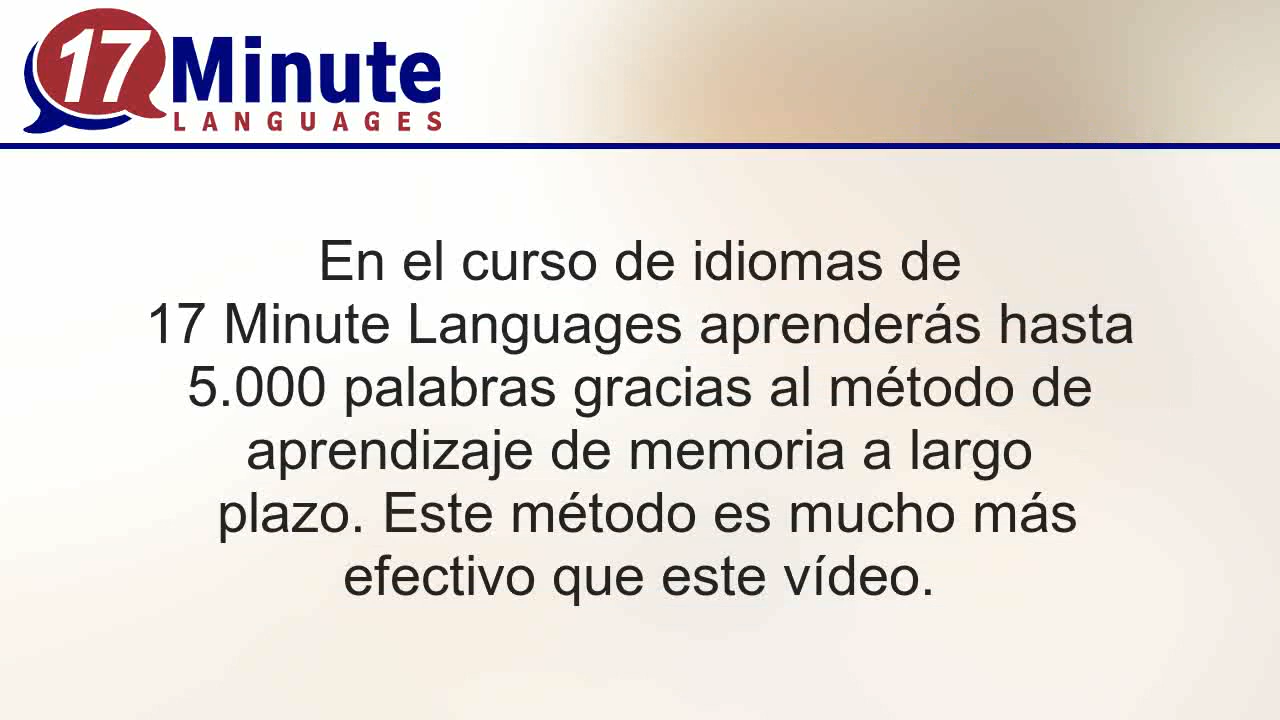 17 Minute
LANGUAGES
En el curso de idiomas de
17 Minute Languages aprenderás hasta
5.000 palabras gracias al método de
aprendizaje de memoria a largo
plazo. Este método es mucho más
efectivo que este vídeo.